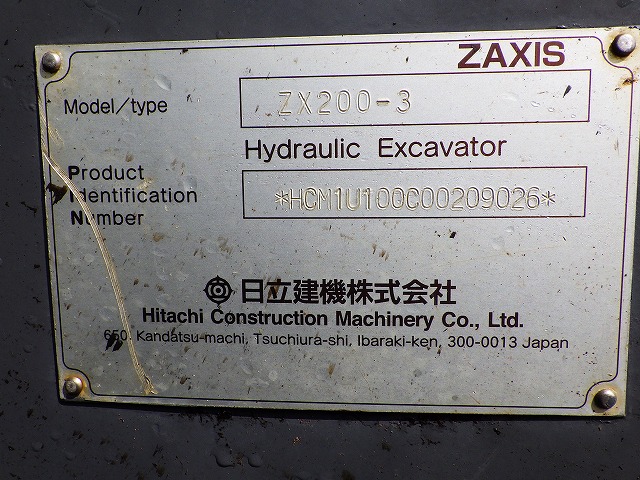 ZAXIS
Model/type ZX200-3
Hydraulic Excavator
Product
Identification
Number
*HCM1U100C00209026*
日立建機株式会社
Hitachi Construction Machinery Co., Ltd.
650, Kandatsu-machi, Tsuchiura-shi, Ibaraki-ken, 300-0013 Japan